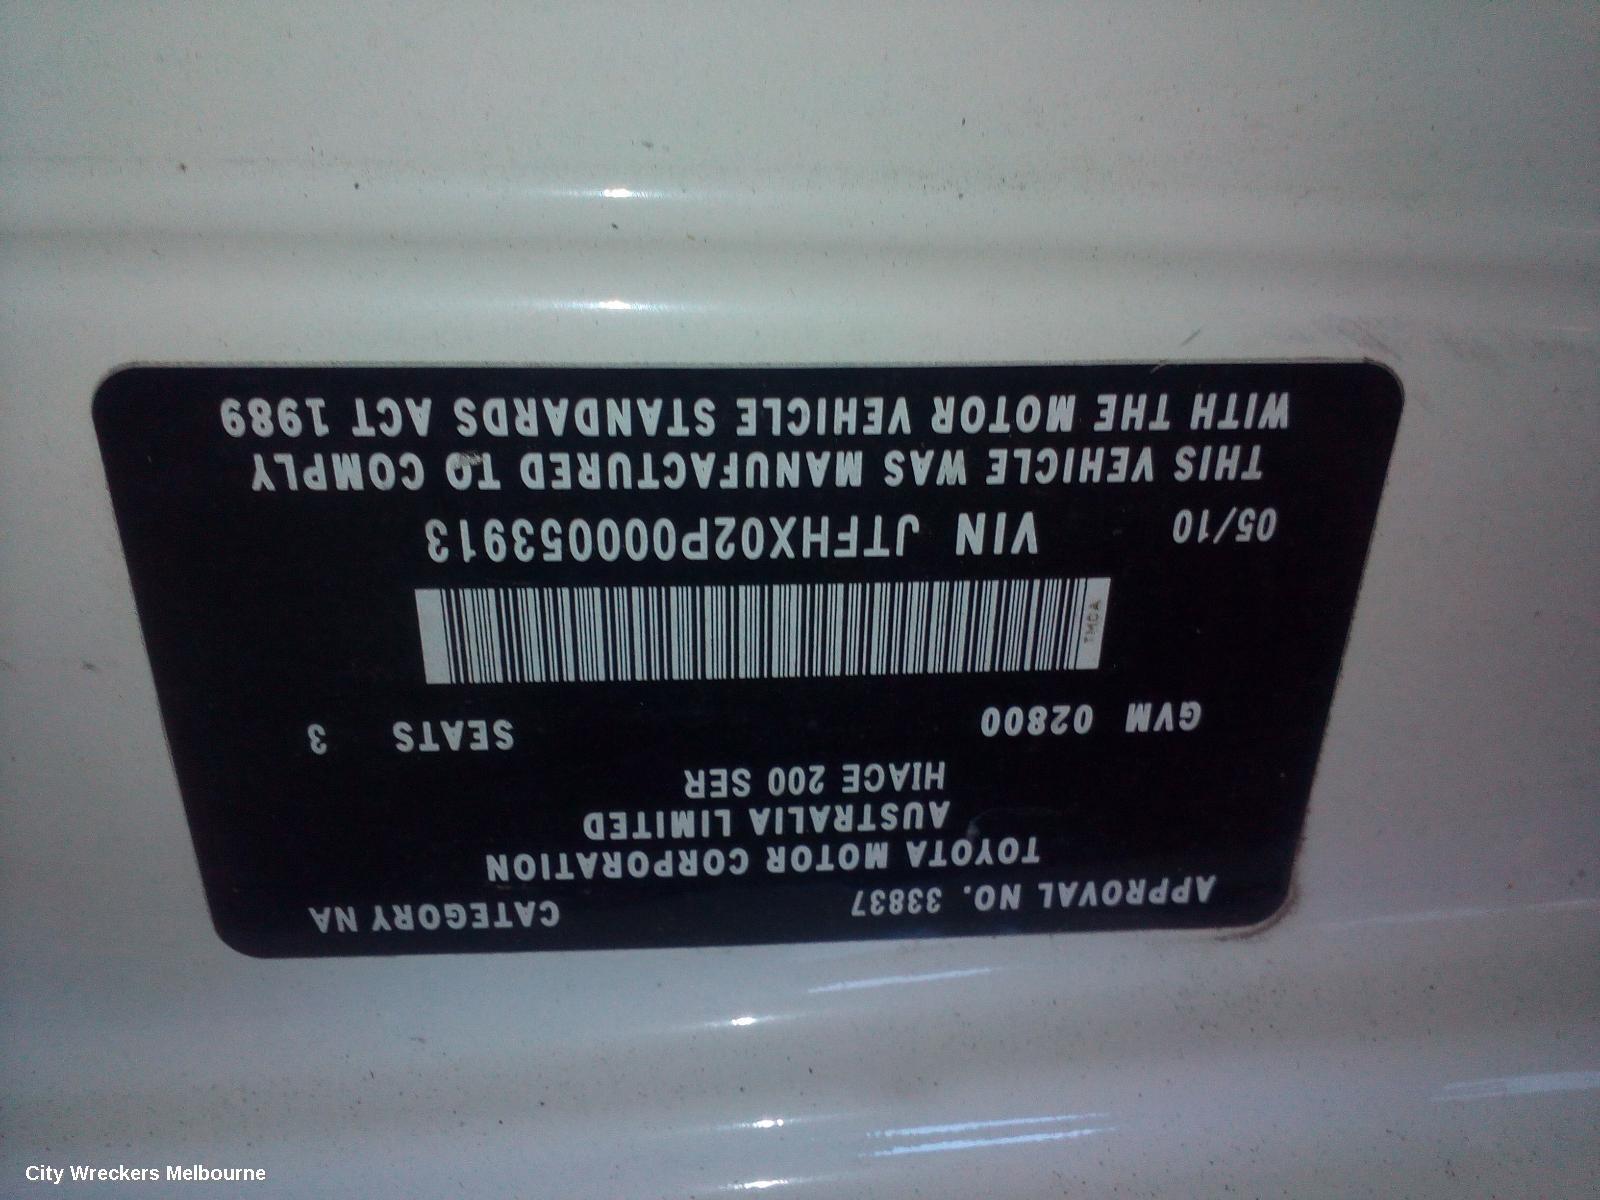 APPROVAL NO. 33837 CATEGORY NA
TOYOTA MOTOR CORPORATION
AUSTRALIA LIMITED
HIACE 200 SER
GVM 02800 SEATS 3
TMCA
05/10 VIN JTFHX02P000053913
THIS VEHICLE WAS MANUFACTURED TO COMPLY
WITH THE MOTOR VEHICLE STANDARDS ACT 1989
City Wreckers Melbourne